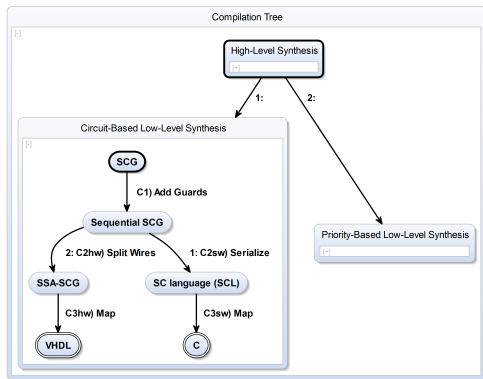 Compilation Tree
[-]
High-Level Synthesis
[+]
1:
2:
Circuit-Based Low-Level Synthesis
[-]
SCG
C1) Add Guards
Sequential SCG
2: C2hw) Split Wires
1: C2sw) Serialize
Priority-Based Low-Level Synthesis
[+]
SSA-SCG
SC language (SCL)
C3hw) Map
C3sw) Map
VHDL
C